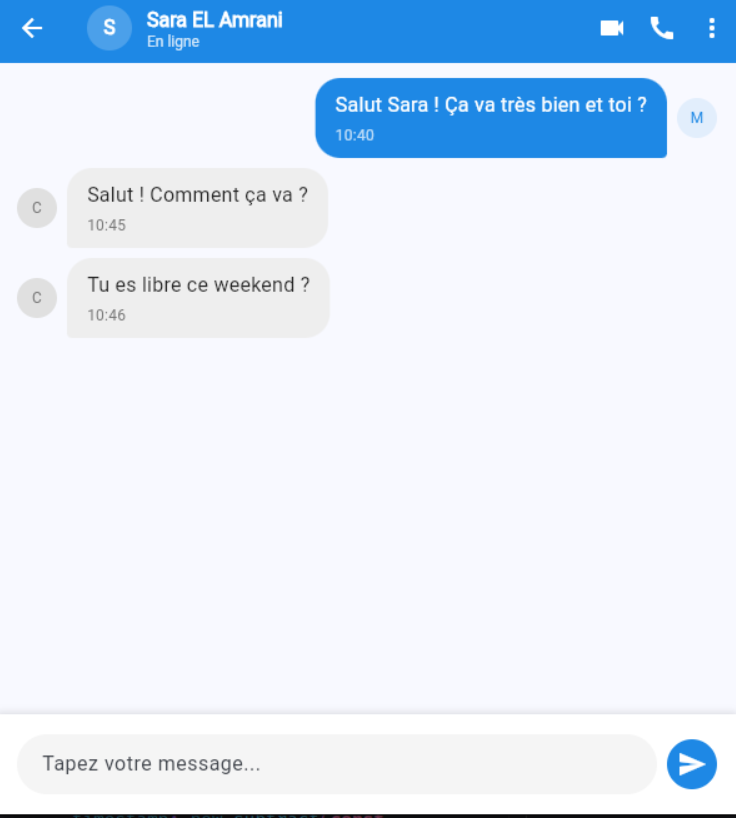 S
Sara EL Amrani
En ligne
Salut Sara ! Ça va très bien et toi ?
10:40
M
C
Salut ! Comment ça va ?
10:45
C
Tu es libre ce weekend ?
10:46
Tapez votre message...